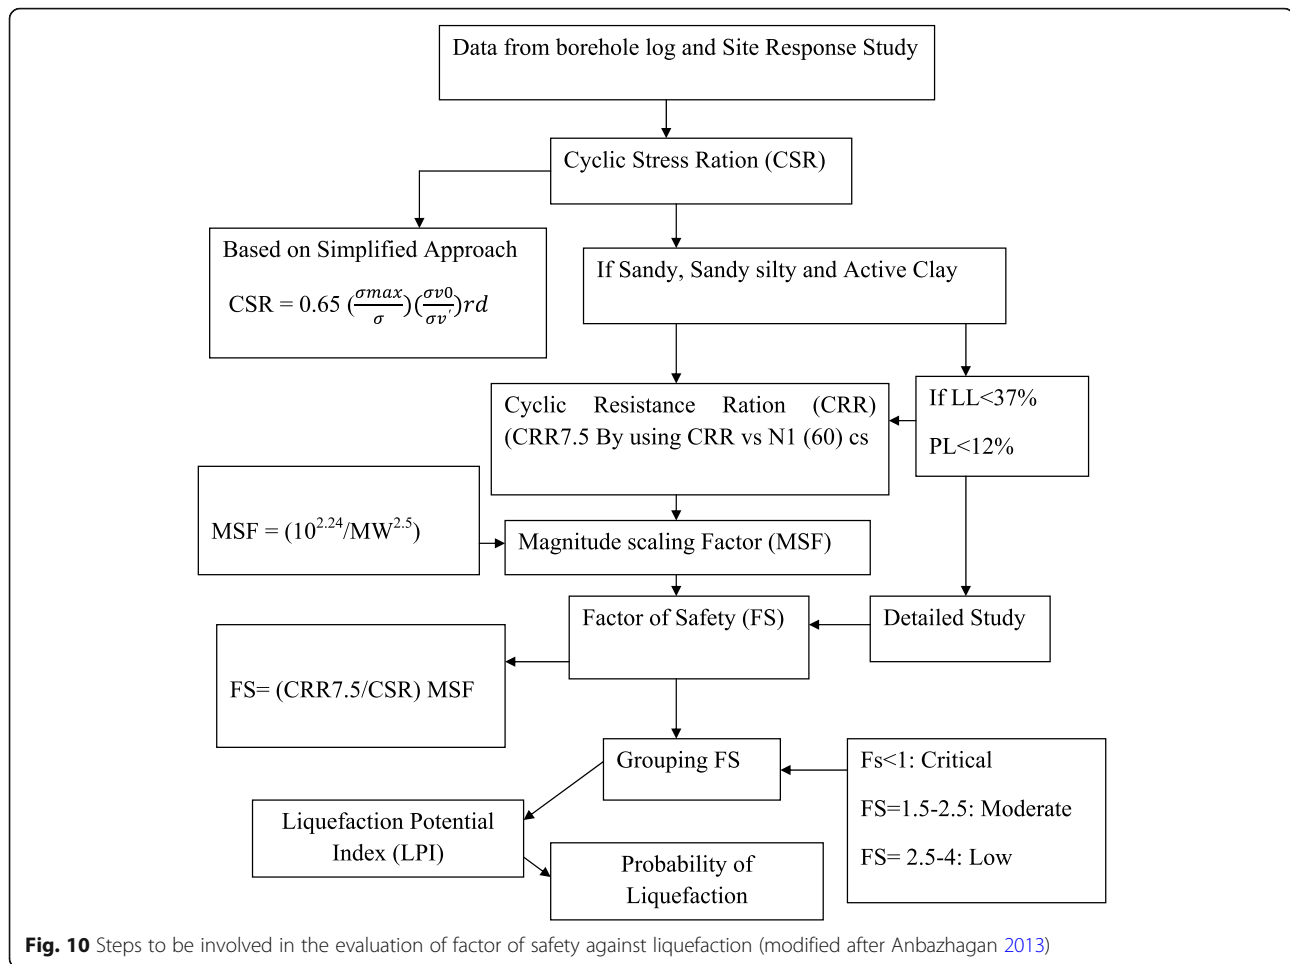 Data from borehole log and Site Response Study
Cyclic Stress Ration (CSR)
Based on Simplified Approach
CSR = 0.65 (σmax/σ)(σv0/σv′)rd
If Sandy, Sandy silty and Active Clay
Cyclic Resistance Ration (CRR)
(CRR7.5 By using CRR vs N1 (60) cs
If LL<37%
PL<12%
MSF = (10^2.24/MW^2.5)
Magnitude scaling Factor (MSF)
Factor of Safety (FS)
Detailed Study
FS= (CRR7.5/CSR) MSF
Grouping FS
Fs<1: Critical
FS=1.5-2.5: Moderate
FS= 2.5-4: Low
Liquefaction Potential
Index (LPI)
Probability of
Liquefaction
Fig. 10 Steps to be involved in the evaluation of factor of safety against liquefaction (modified after Anbazhagan 2013)